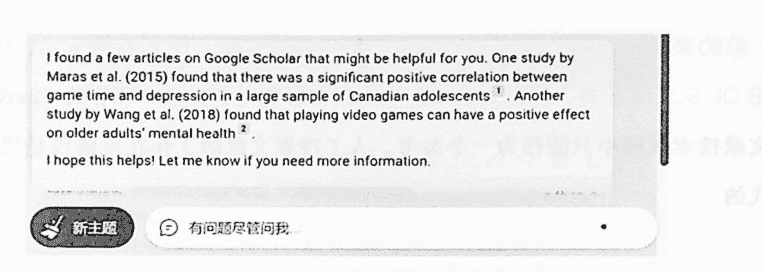 I found a few articles on Google Scholar that might be helpful for you. One study by
Maras et al. (2015) found that there was a significant positive correlation between
game time and depression in a large sample of Canadian adolescents 1 . Another
study by Wang et al. (2018) found that playing video games can have a positive effect
on older adults' mental health 2 .
I hope this helps! Let me know if you need more information.
新主题
有问题尽管问我...